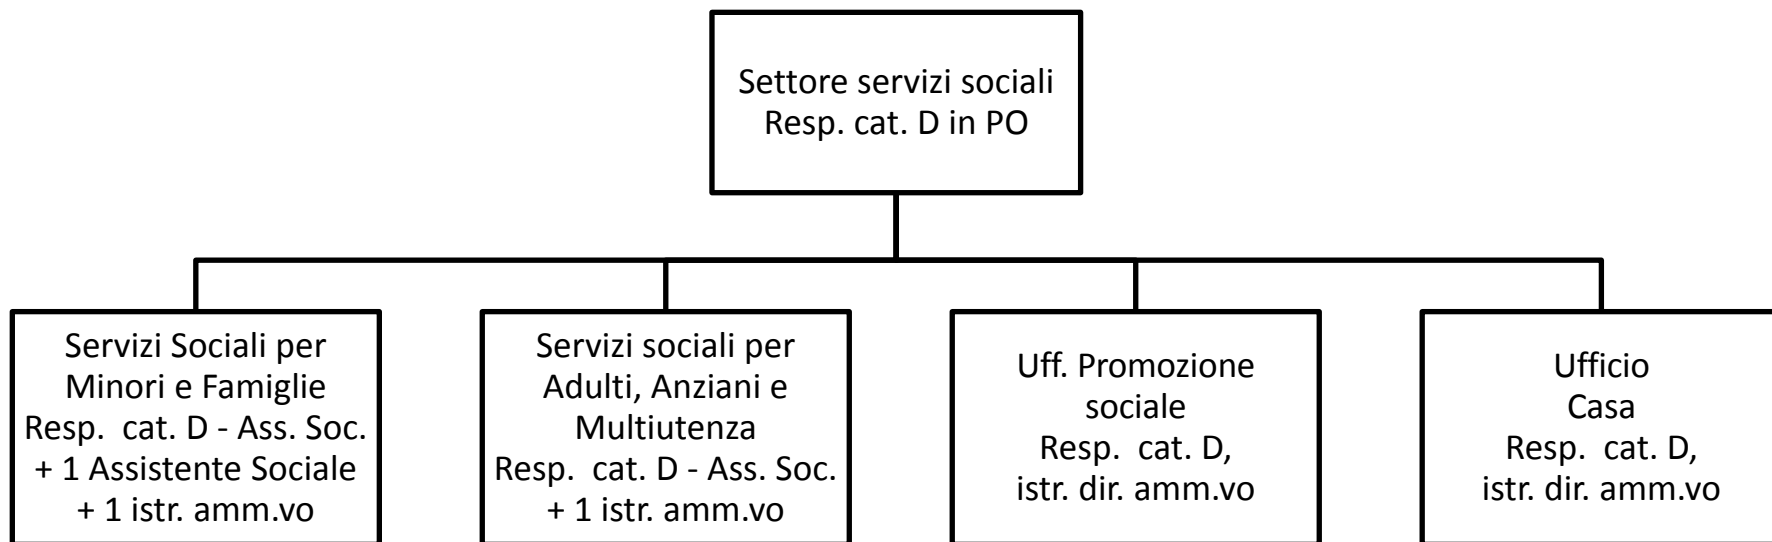 Settore servizi sociali
Resp. cat. D in PO
Servizi Sociali per
Minori e Famiglie
Resp. cat. D - Ass. Soc.
+ 1 Assistente Sociale
+ 1 istr. amm.vo
Servizi sociali per
Adulti, Anziani e
Multiutenza
Resp. cat. D - Ass. Soc.
+ 1 istr. amm.vo
Uff. Promozione
sociale
Resp. cat. D,
istr. dir. amm.vo
Ufficio
Casa
Resp. cat. D,
istr. dir. amm.vo